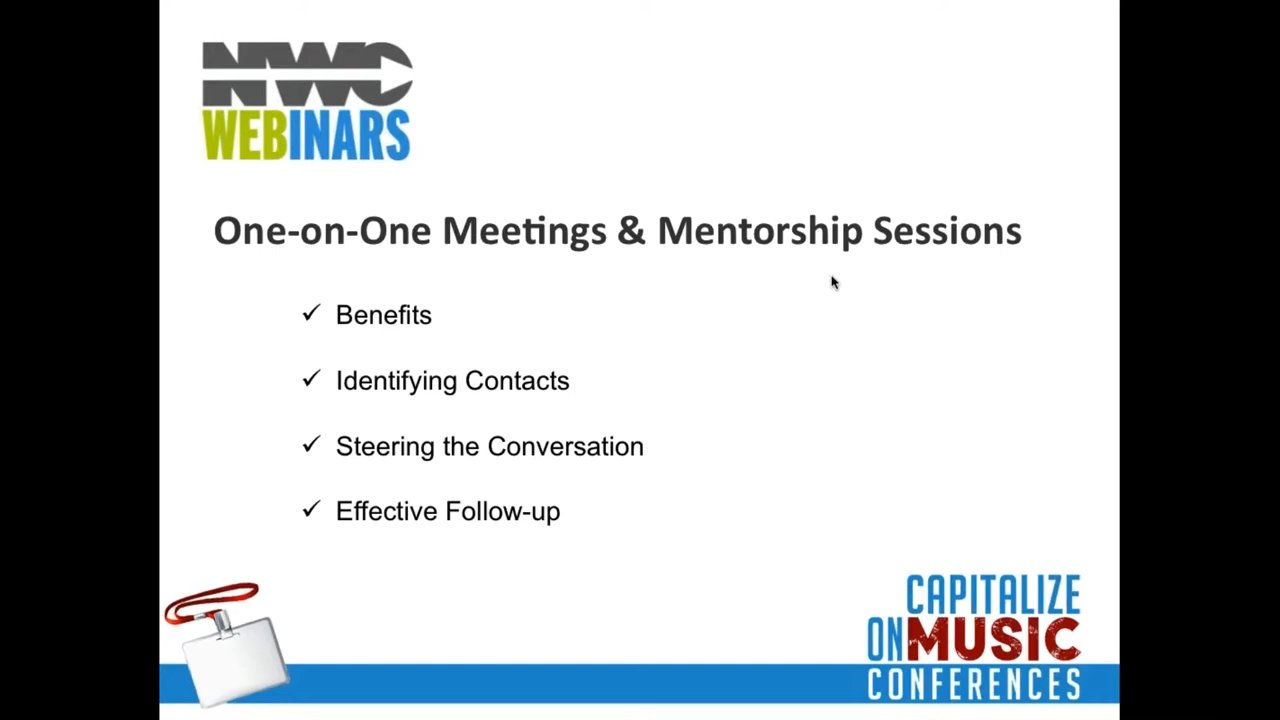 NWC
WEBINARS
One-on-One Meetings & Mentorship Sessions
✓ Benefits
✓ Identifying Contacts
✓ Steering the Conversation
✓ Effective Follow-up
CAPITALIZE
ON MUSIC
CONFERENCES